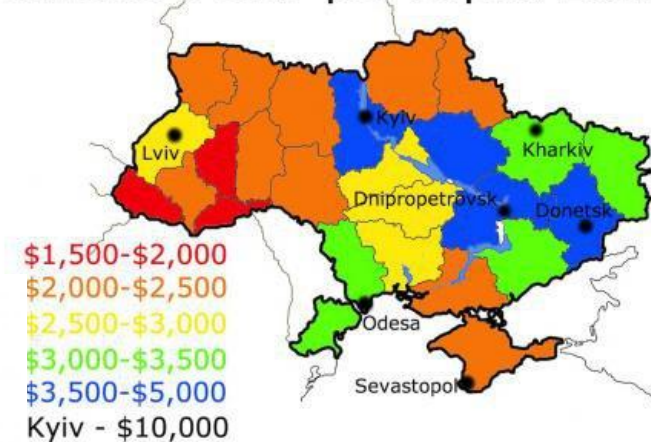 Kyiv
Lviv
Kharkiv
Dnipropetrovsk
Donetsk
$1,500-$2,000
$2,000-$2,500
$2,500-$3,000
$3,000-$3,500
$3,500-$5,000
Kyiv - $10,000
Odesa
Sevastopol